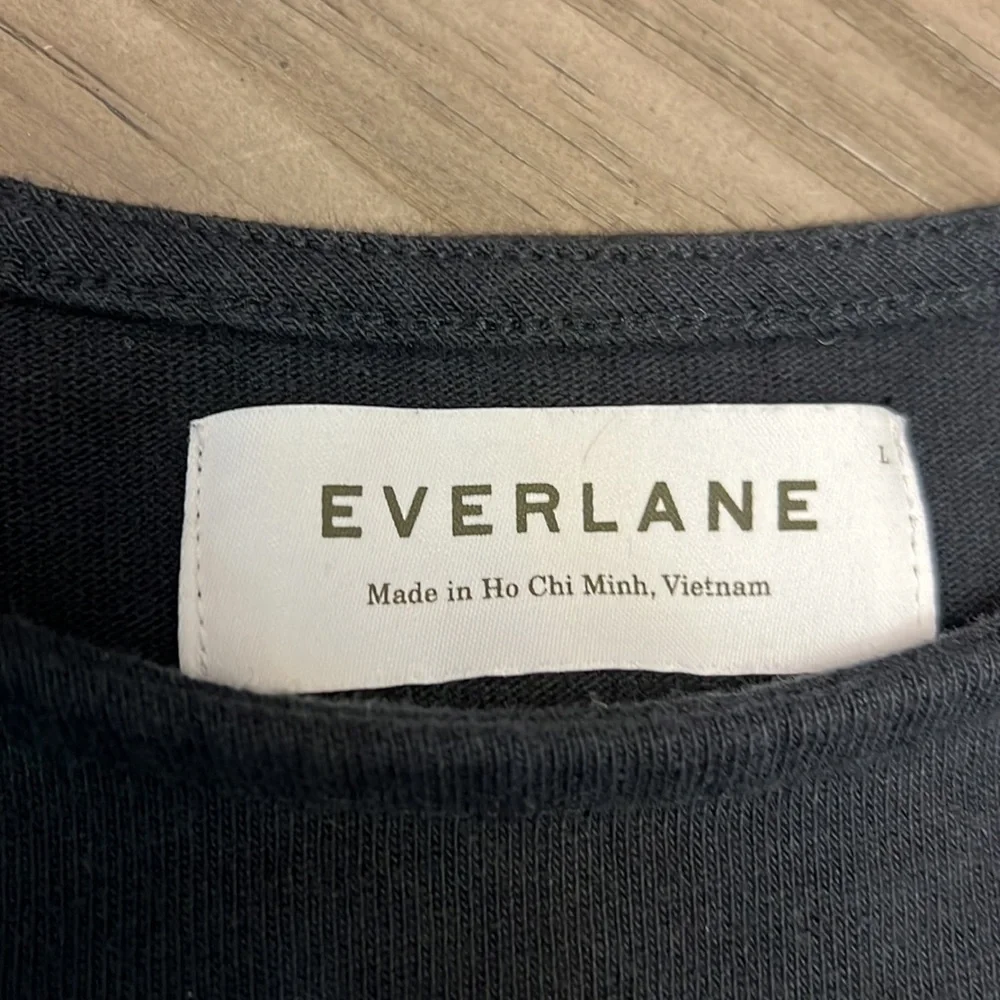 L
EVERLANE
Made in Ho Chi Minh, Vietnam